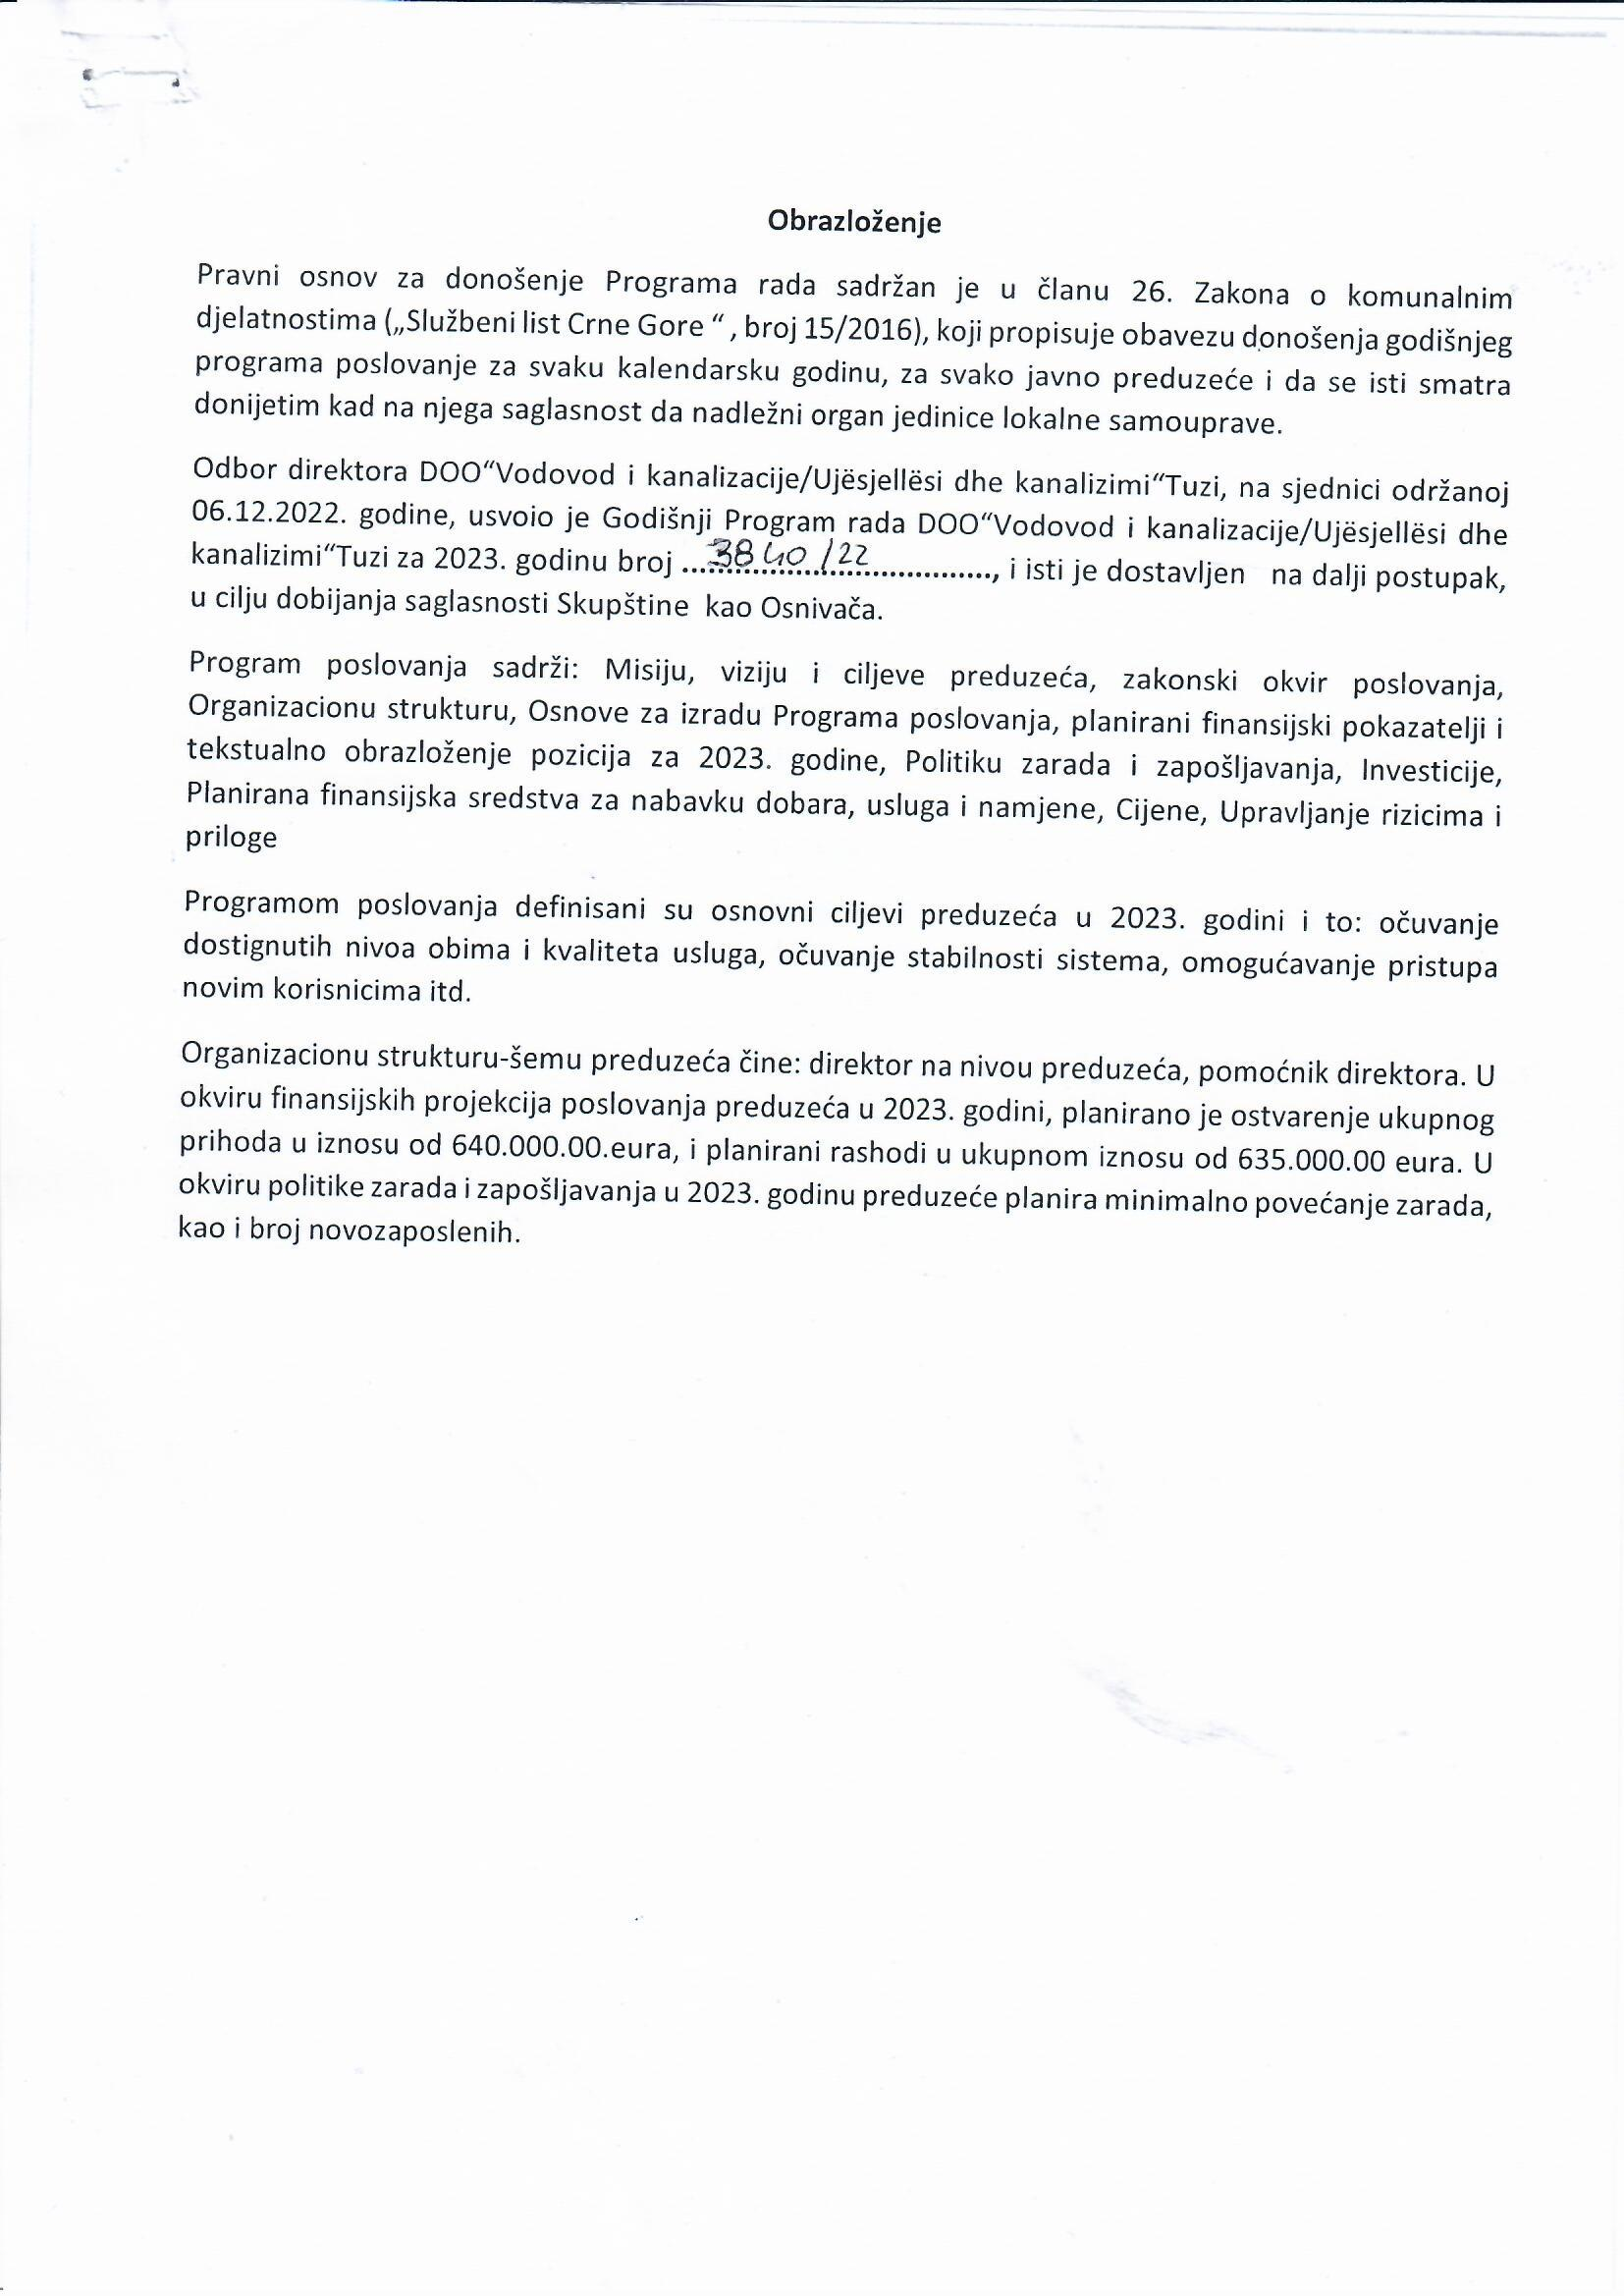 Obrazloženje
Pravni osnov za donošenje Programa rada sadržan je u članu 26. Zakona o komunalnim
djelatnostima („Službeni list Crne Gore “ , broj 15/2016), koji propisuje obavezu donošenja godišnjeg
programa poslovanje za svaku kalendarsku godinu, za svako javno preduzeće i da se isti smatra
donijetim kad na njega saglasnost da nadležni organ jedinice lokalne samouprave.
Odbor direktora DOO“Vodovod i kanalizacije/Ujësjellësi dhe kanalizimi“Tuzi, na sjednici održanoj
06.12.2022. godine, usvoio je Godišnji Program rada DOO“Vodovod i kanalizacije/Ujësjellësi dhe
kanalizimi“Tuzi za 2023. godinu broj ...3840/22..............., i isti je dostavljen na dalji postupak,
u cilju dobijanja saglasnosti Skupštine kao Osnivača.
Program poslovanja sadrži: Misiju, viziju i ciljeve preduzeća, zakonski okvir poslovanja,
Organizacionu strukturu, Osnove za izradu Programa poslovanja, planirani finansijski pokazatelji i
tekstualno obrazloženje pozicija za 2023. godine, Politiku zarada i zapošljavanja, Investicije,
Planirana finansijska sredstva za nabavku dobara, usluga i namjene, Cijene, Upravljanje rizicima i
priloge
Programom poslovanja definisani su osnovni ciljevi preduzeća u 2023. godini i to: očuvanje
dostignutih nivoa obima i kvaliteta usluga, očuvanje stabilnosti sistema, omogućavanje pristupa
novim korisnicima itd.
Organizacionu strukturu-šemu preduzeća čine: direktor na nivou preduzeća, pomoćnik direktora. U
okviru finansijskih projekcija poslovanja preduzeća u 2023. godini, planirano je ostvarenje ukupnog
prihoda u iznosu od 640.000.00.eura, i planirani rashodi u ukupnom iznosu od 635.000.00 eura. U
okviru politike zarada i zapošljavanja u 2023. godinu preduzeće planira minimalno povećanje zarada,
kao i broj novozaposlenih.